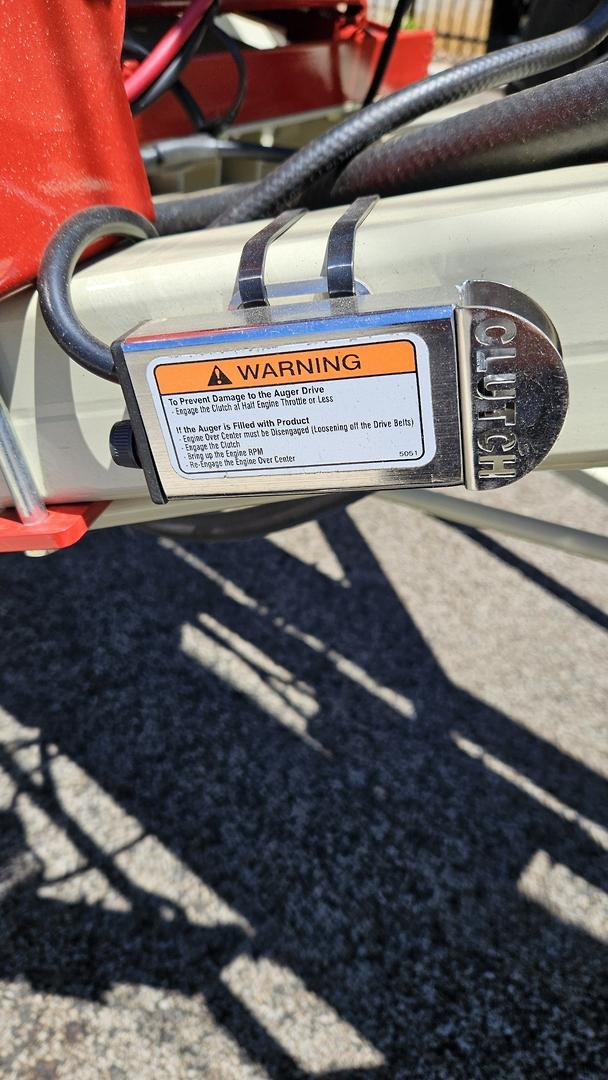 WARNING
To Prevent Damage to the Auger Drive
- Engage the Clutch at Half Engine Throttle or Less
If the Auger is Filled with Product
- Engine Over Center must be Disengaged (Loosening off the Drive Belts)
- Engage the Clutch
- Bring up the Engine RPM
- Re-Engage the Engine Over Center
5051
CLUTCH